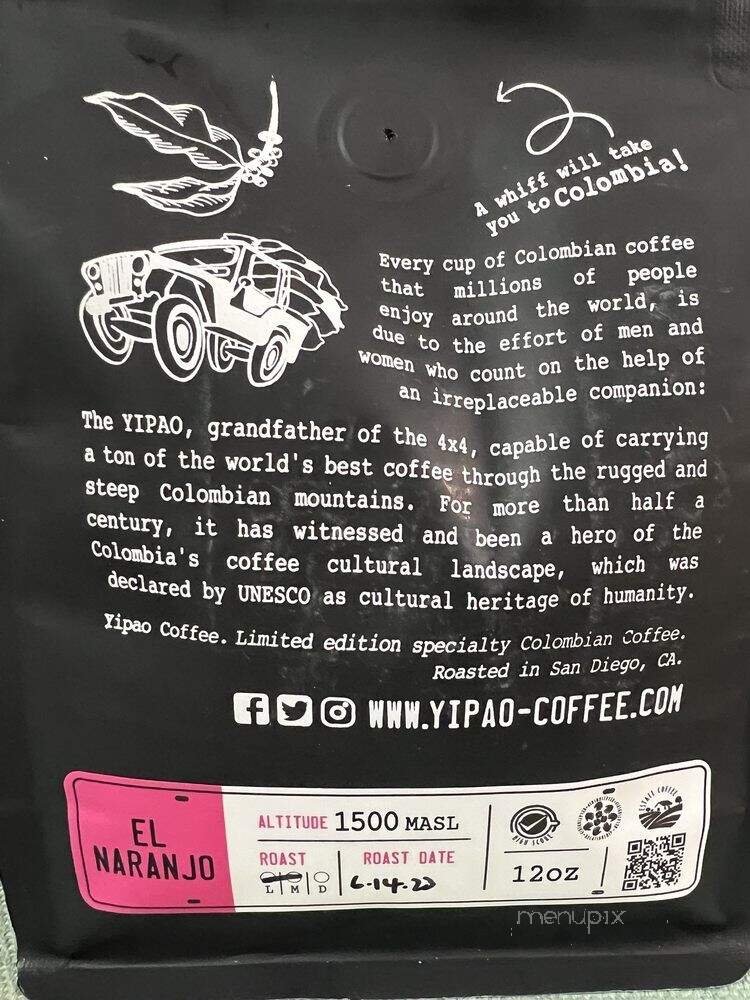 A whiff will take
you to Colombia!
Every cup of Colombian coffee
that millions of people
enjoy around the world, is
due to the effort of men and
women who count on the help of
an irreplaceable companion:
The YIPAO, grandfather of the 4x4, capable of carrying
a ton of the world's best coffee through the rugged and
steep Colombian mountains. For more than half a
century, it has witnessed and been a hero of the
Colombia's coffee cultural landscape, which was
declared by UNESCO as cultural heritage of humanity.
Yipao Coffee. Limited edition specialty Colombian Coffee.
Roasted in San Diego, CA.
WWW.YIPAO-COFFEE.COM
EL
NARANJO
ALTITUDE 1500 MASL
ROAST
L M D
ROAST DATE
6-14-22
HIGH SCORE
ESTATE COFFEE
12OZ
menupix